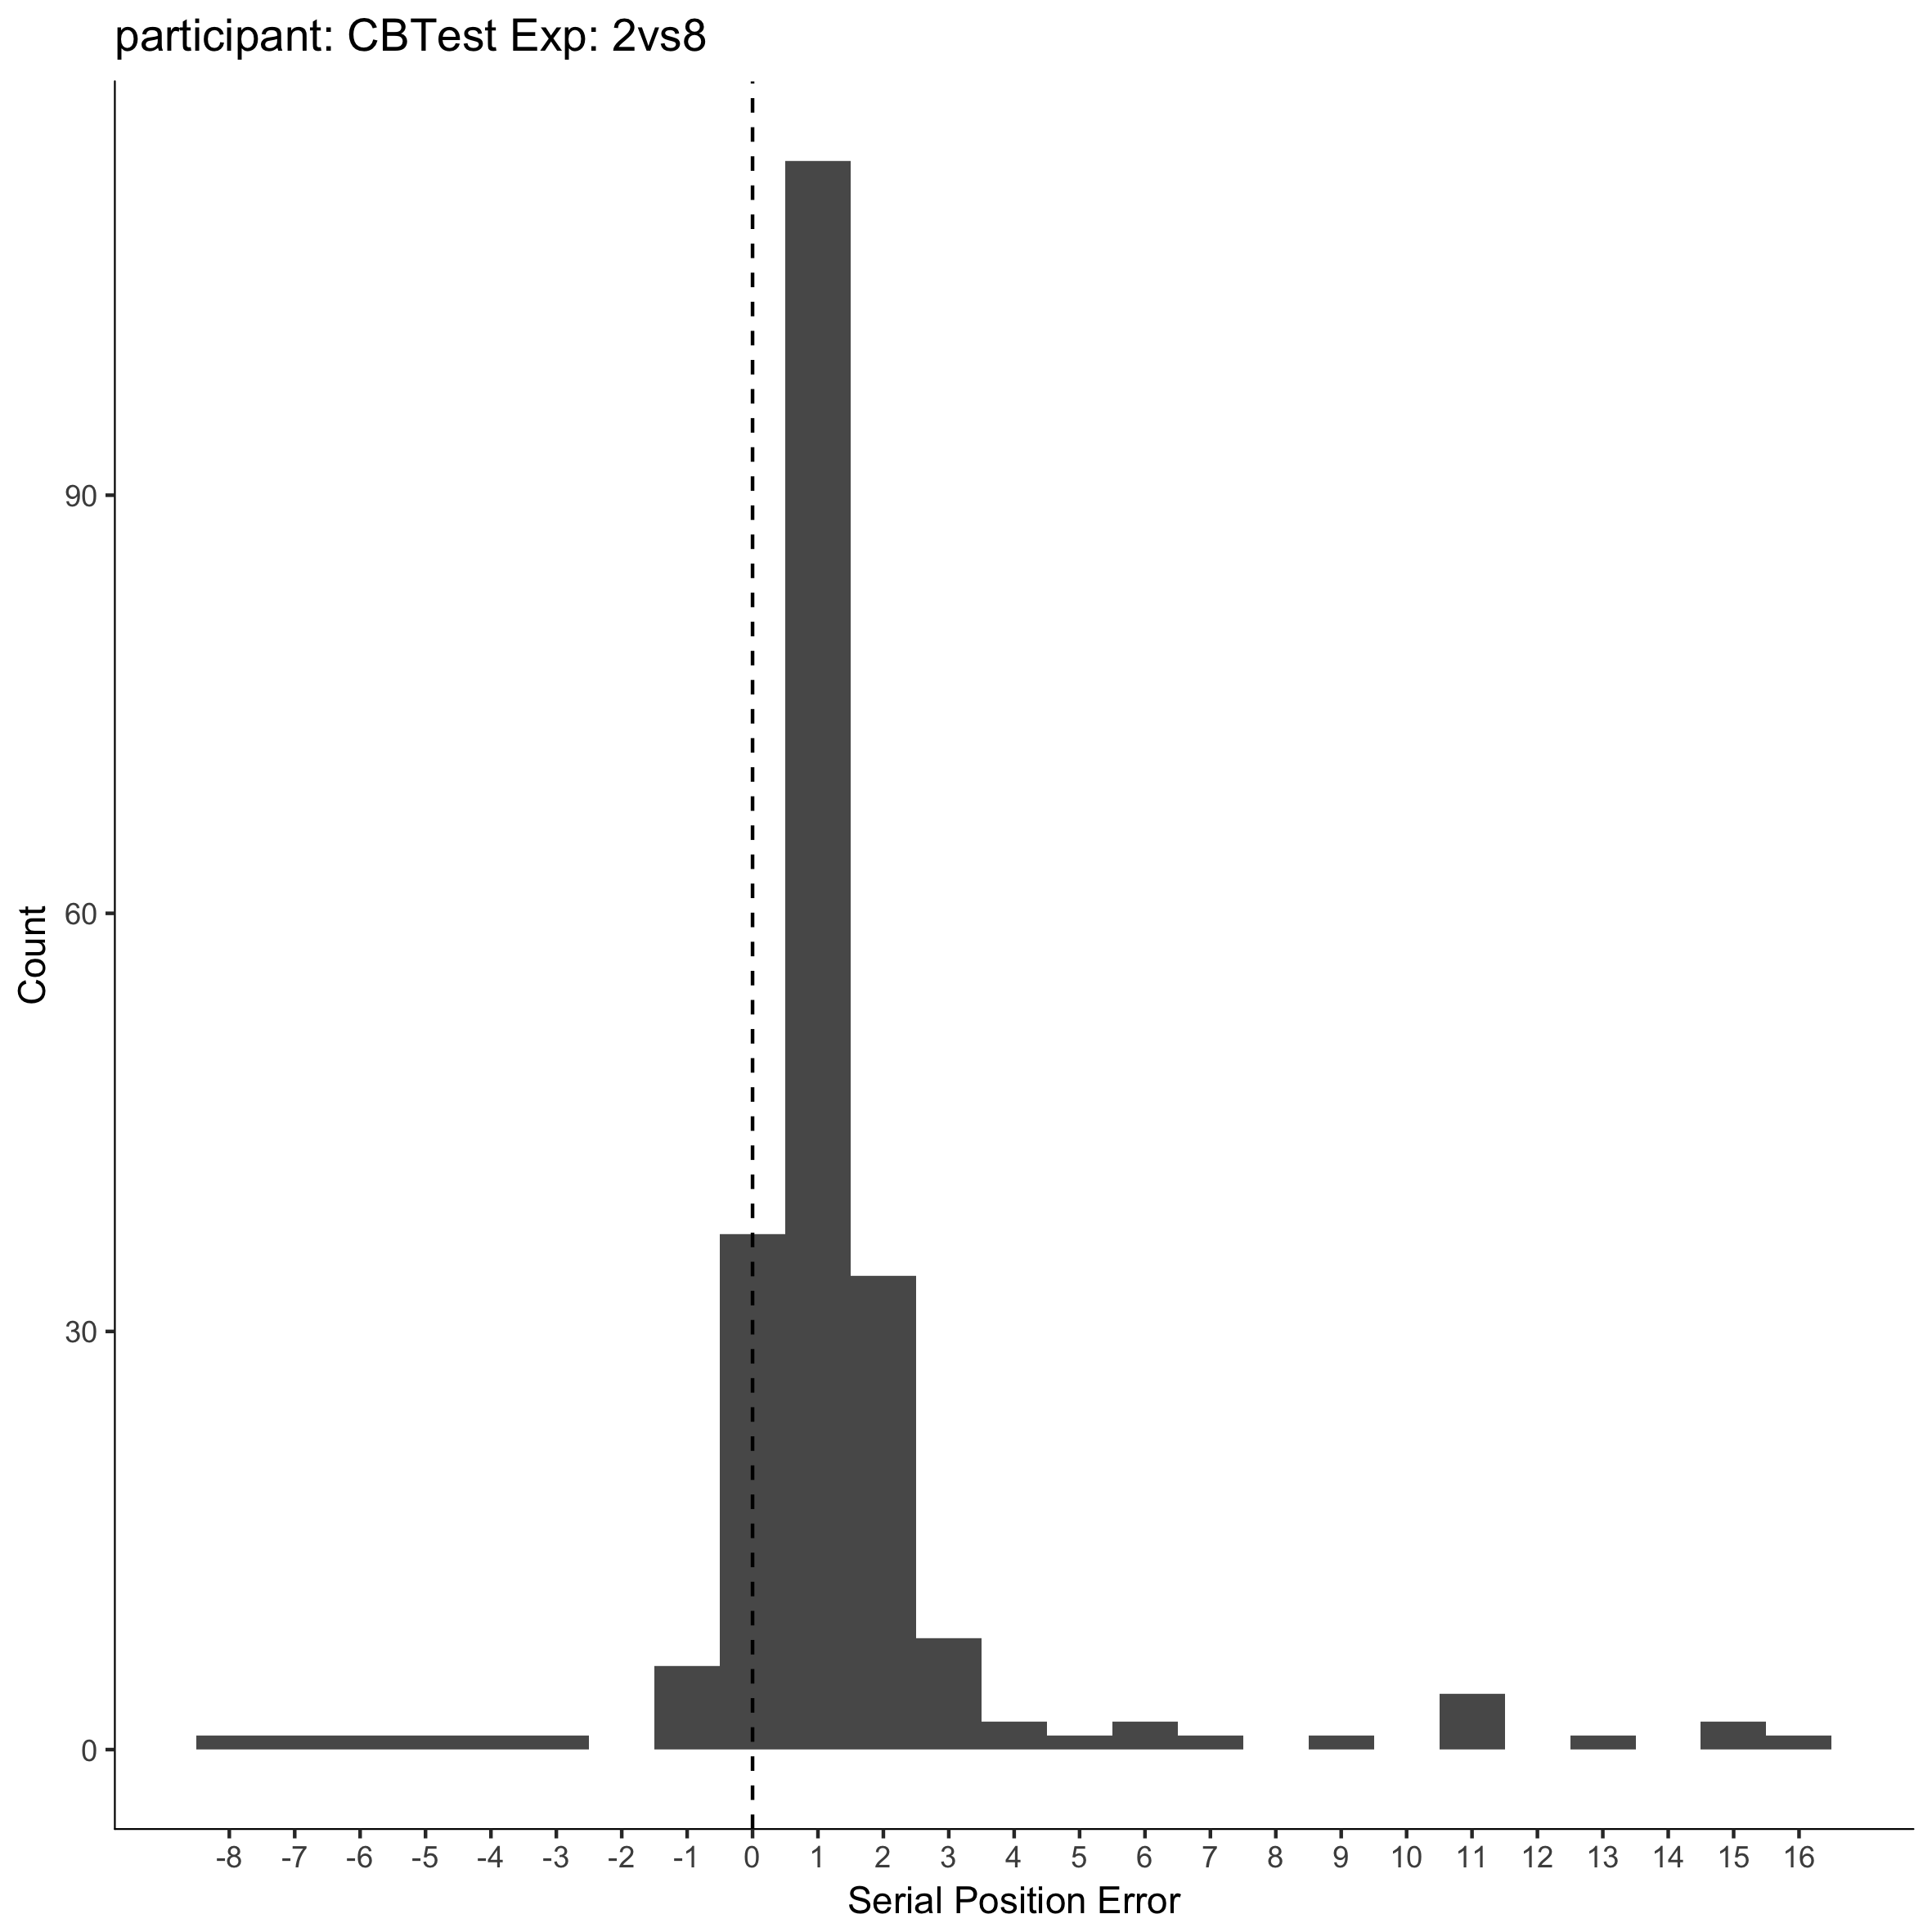 participant: CBTest Exp: 2vs8
Count
90
60
30
0
-8 -7 -6 -5 -4 -3 -2 -1 0 1 2 3 4 5 6 7 8 9 10 11 12 13 14 15 16
Serial Position Error